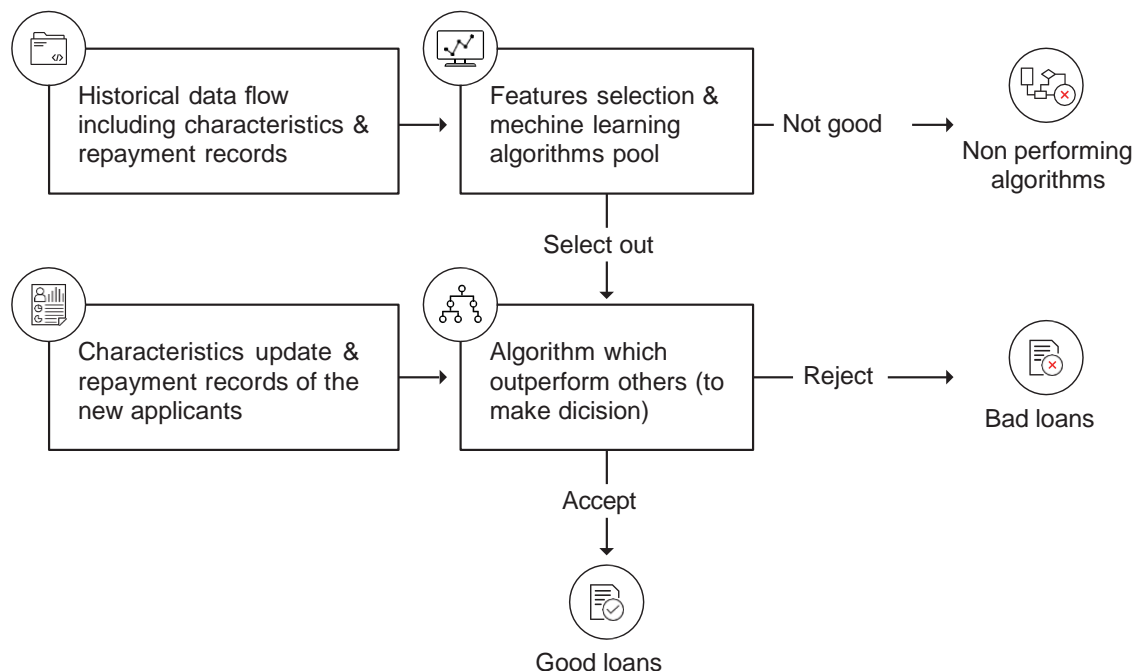 Historical data flow
including characteristics &
repayment records
Features selection &
mechine learning
algorithms pool
Not good
Non performing
algorithms
Select out
Characteristics update &
repayment records of the
new applicants
Algorithm which
outperform others (to
make dicision)
Reject
Bad loans
Accept
Good loans